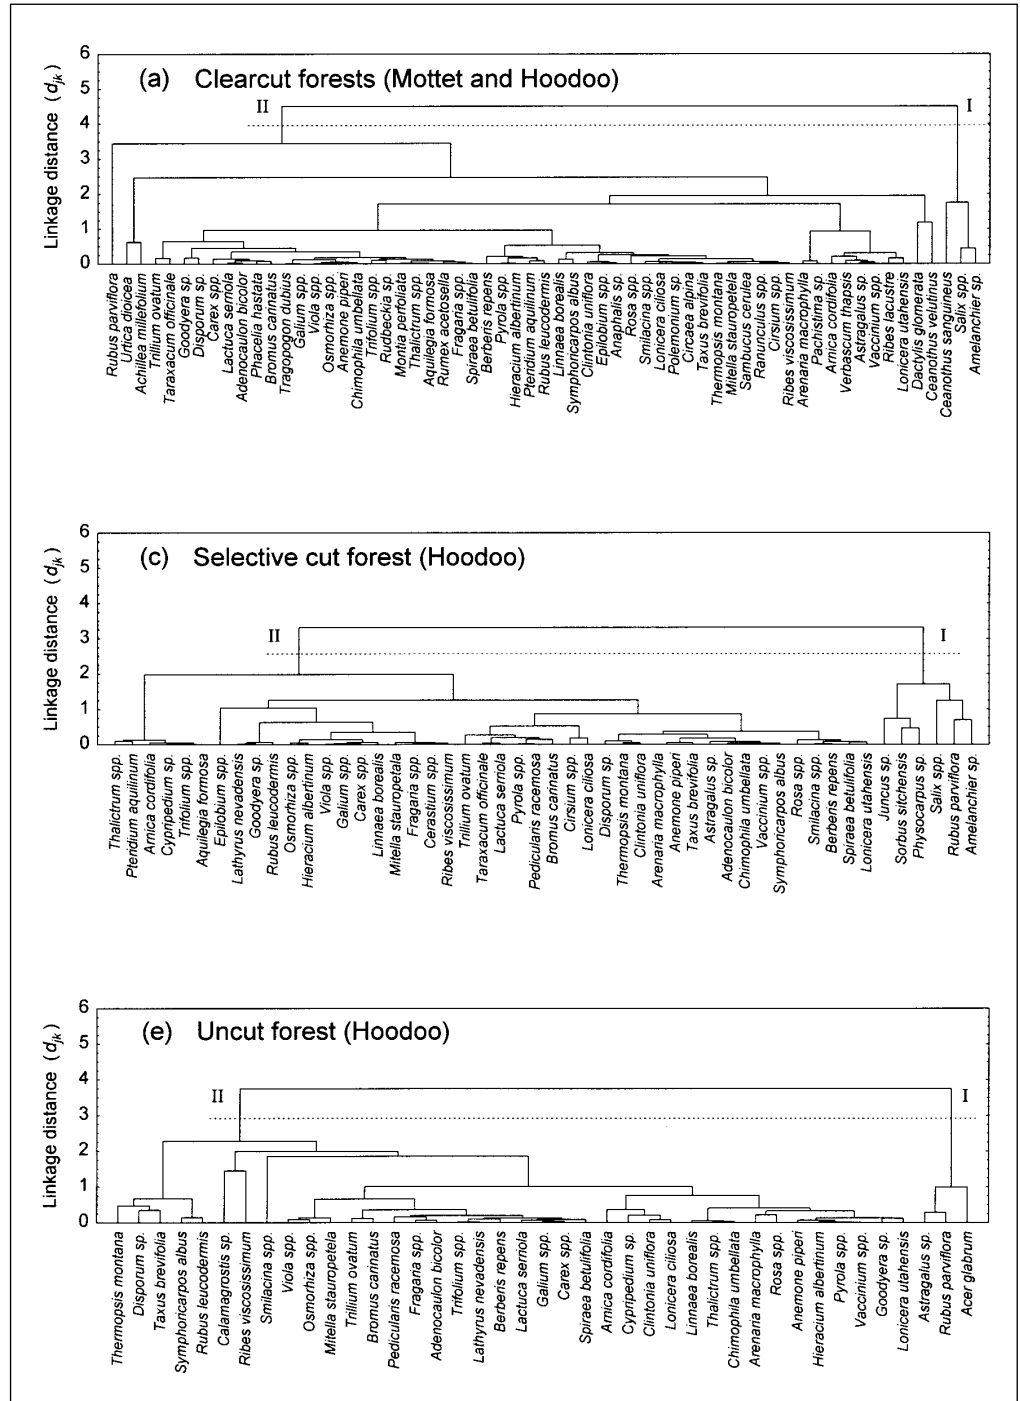 (a) Clearcut forests (Mottet and Hoodoo)
Linkage distance (djk)
6
5
4
3
2
1
0
II
I
Rubus parviflora
Urtica dioicea
Achillea millefolium
Trillium ovatum
Taraxacum officinale
Goodyera sp.
Disporum sp.
Carex spp.
Lactuca serriola
Adenocaulon bicolor
Phacelia hastata
Bromus carinatus
Tragopogon dubius
Galium spp.
Viola spp.
Osmorhiza spp.
Anemone piperi
Chimophila umbellata
Trifolium spp.
Rudbeckia sp
Montia perfoliata
Thalictrum spp.
Aquilegia formosa
Rumex acetosella
Fragaria spp.
Spiraea betulifolia
Berberis repens
Pyrola spp.
Hieracium albertinum
Pteridium aquilinum
Rubus leucodermis
Linnaea borealis
Symphoricarpos albus
Clintonia uniflora
Epilobium spp.
Anaphalis sp.
Rosa spp.
Smilacina spp.
Lonicera ciliosa
Polemonium sp.
Circaea alpina
Taxus brevifolia
Thermopsis montana
Mitella stauropetela
Sambucus cerulea
Ranunculus spp.
Cirsium spp.
Ribes viscosissimum
Arenaria macrophylla
Pachistima sp.
Arnica cordifolia
Verbascum thapsis
Astragalus sp.
Vaccinium spp.
Ribes lacustre
Lonicera utahensis
Dactylis glomerata
Ceanothus velutinus
Ceanothus sanguineus
Salix spp.
Amelanchier sp.
(c) Selective cut forest (Hoodoo)
Linkage distance (djk)
6
5
4
3
2
1
0
II
I
Thalictrum spp.
Pteridium aquilinum
Arnica cordifolia
Cypripedium sp.
Trifolium spp.
Aquilegia formosa
Epilobium spp.
Lathyrus nevadensis
Goodyera sp.
Rubus leucodermis
Osmorhiza spp.
Hieracium albertinum
Viola spp.
Galium spp.
Carex spp.
Linnaea borealis
Mitella stauropetala
Fragaria spp.
Cerastium spp.
Ribes viscosissimum
Trilium ovatum
Taraxacum officinale
Lactuca serriola
Pyrola spp.
Pedicularis racemosa
Bromus carinatus
Cirsium spp.
Lonicera ciliosa
Disporum sp.
Thermopsis montana
Clintonia uniflora
Arenaria macrophylla
Anemone piperi
Taxus brevifolia
Astragalus sp.
Adenocaulon bicolor
Chimophila umbellata
Vaccinium spp.
Symphoricarpos albus
Rosa spp.
Smilacina spp.
Berberis repens
Spiraea betulifolia
Lonicera utahensis
Juncus sp.
Sorbus sitchensis
Physocarpus sp.
Salix spp.
Rubus parviflora
Amelanchier sp.
(e) Uncut forest (Hoodoo)
Linkage distance (djk)
6
5
4
3
2
1
0
II
I
Thermopsis montana
Disporum sp.
Taxus brevifolia
Symphoricarpos albus
Rubus leucodermis
Calamagrostis sp.
Ribes viscosissimum
Smilacina spp.
Viola spp.
Osmorhiza spp.
Mitella stauropetela
Trillium ovatum
Bromus carinatus
Pedicularis racemosa
Fragaria spp.
Adenocaulon bicolor
Trifolium spp.
Lathyrus nevadensis
Berberis repens
Lactuca serriola
Galium spp.
Carex spp.
Spiraea betulifolia
Arnica cordifolia
Cypripedium sp.
Clintonia uniflora
Lonicera ciliosa
Linnaea borealis
Thalictrum spp.
Chimophila umbellata
Arenaria macrophylla
Rosa spp.
Anemone piperi
Hieracium albertinum
Pyrola spp.
Vaccinium spp.
Goodyera sp.
Lonicera utahensis
Astragalus sp.
Rubus parviflora
Acer glabrum